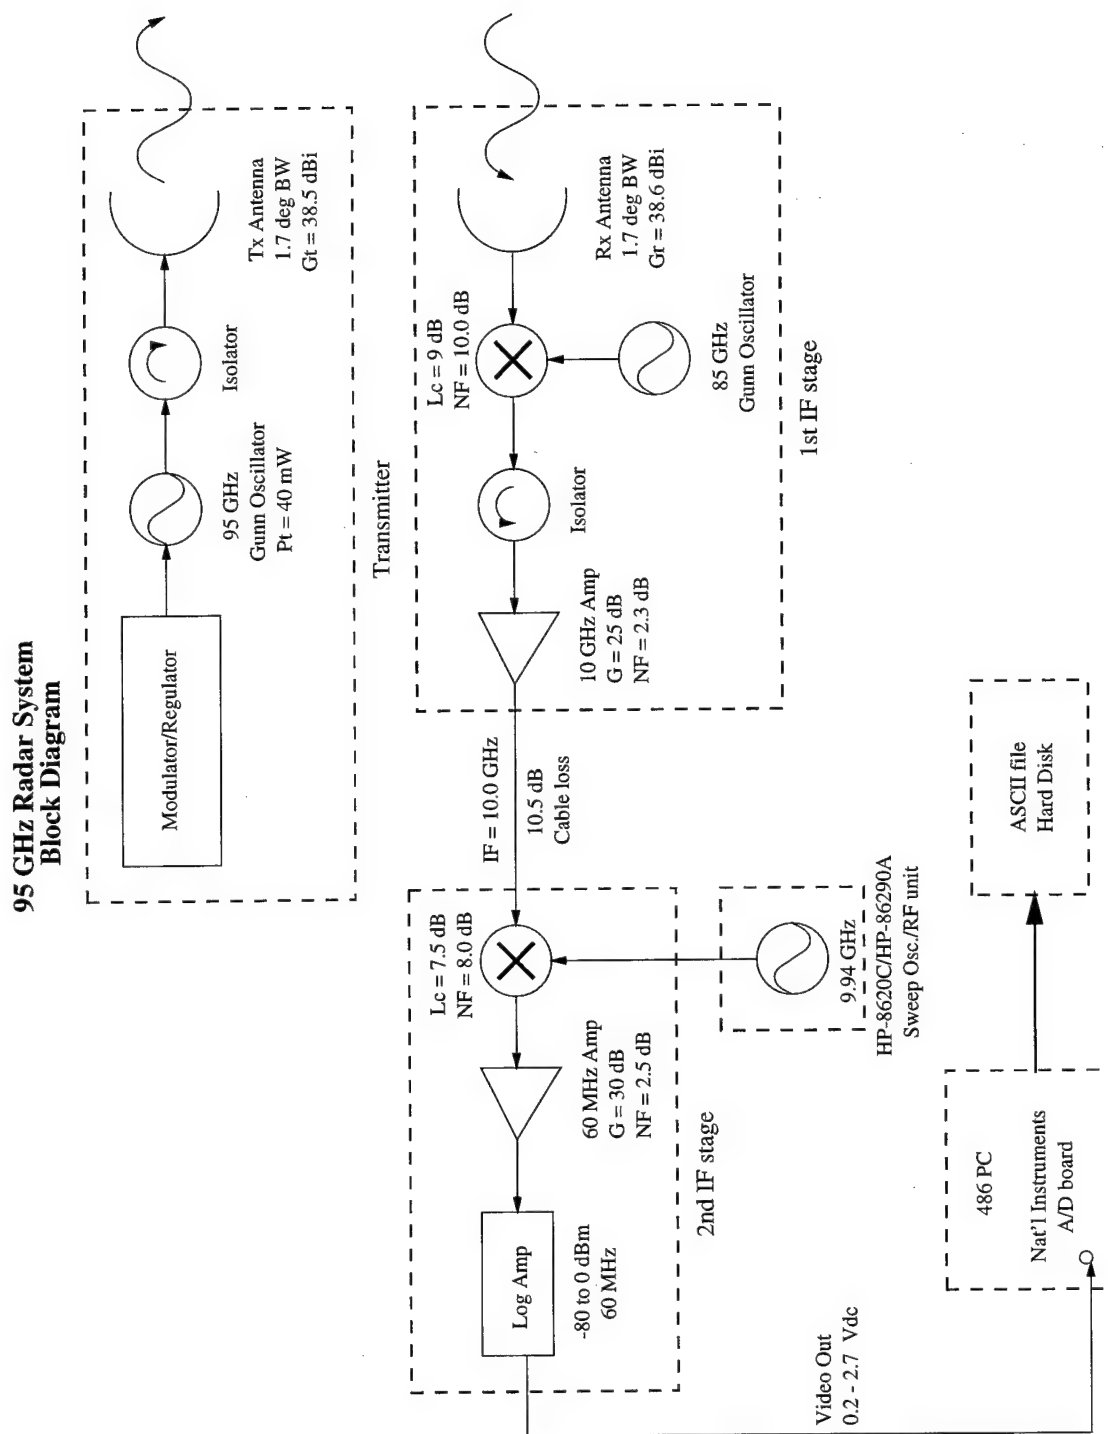 95 GHz Radar System
Block Diagram
Modulator/Regulator
95 GHz
Gunn Oscillator
Pt = 40 mW
Isolator
Tx Antenna
1.7 deg BW
Gt = 38.5 dBi
Transmitter
Rx Antenna
1.7 deg BW
Gr = 38.6 dBi
Lc = 9 dB
NF = 10.0 dB
85 GHz
Gunn Oscillator
Isolator
10 GHz Amp
G = 25 dB
NF = 2.3 dB
1st IF stage
IF = 10.0 GHz
10.5 dB
Cable loss
Lc = 7.5 dB
NF = 8.0 dB
9.94 GHz
HP-8620C/HP-86290A
Sweep Osc./RF unit
60 MHz Amp
G = 30 dB
NF = 2.5 dB
Log Amp
-80 to 0 dBm
60 MHz
2nd IF stage
Video Out
0.2 - 2.7 Vdc
486 PC
Nat'l Instruments
A/D board
ASCII file
Hard Disk